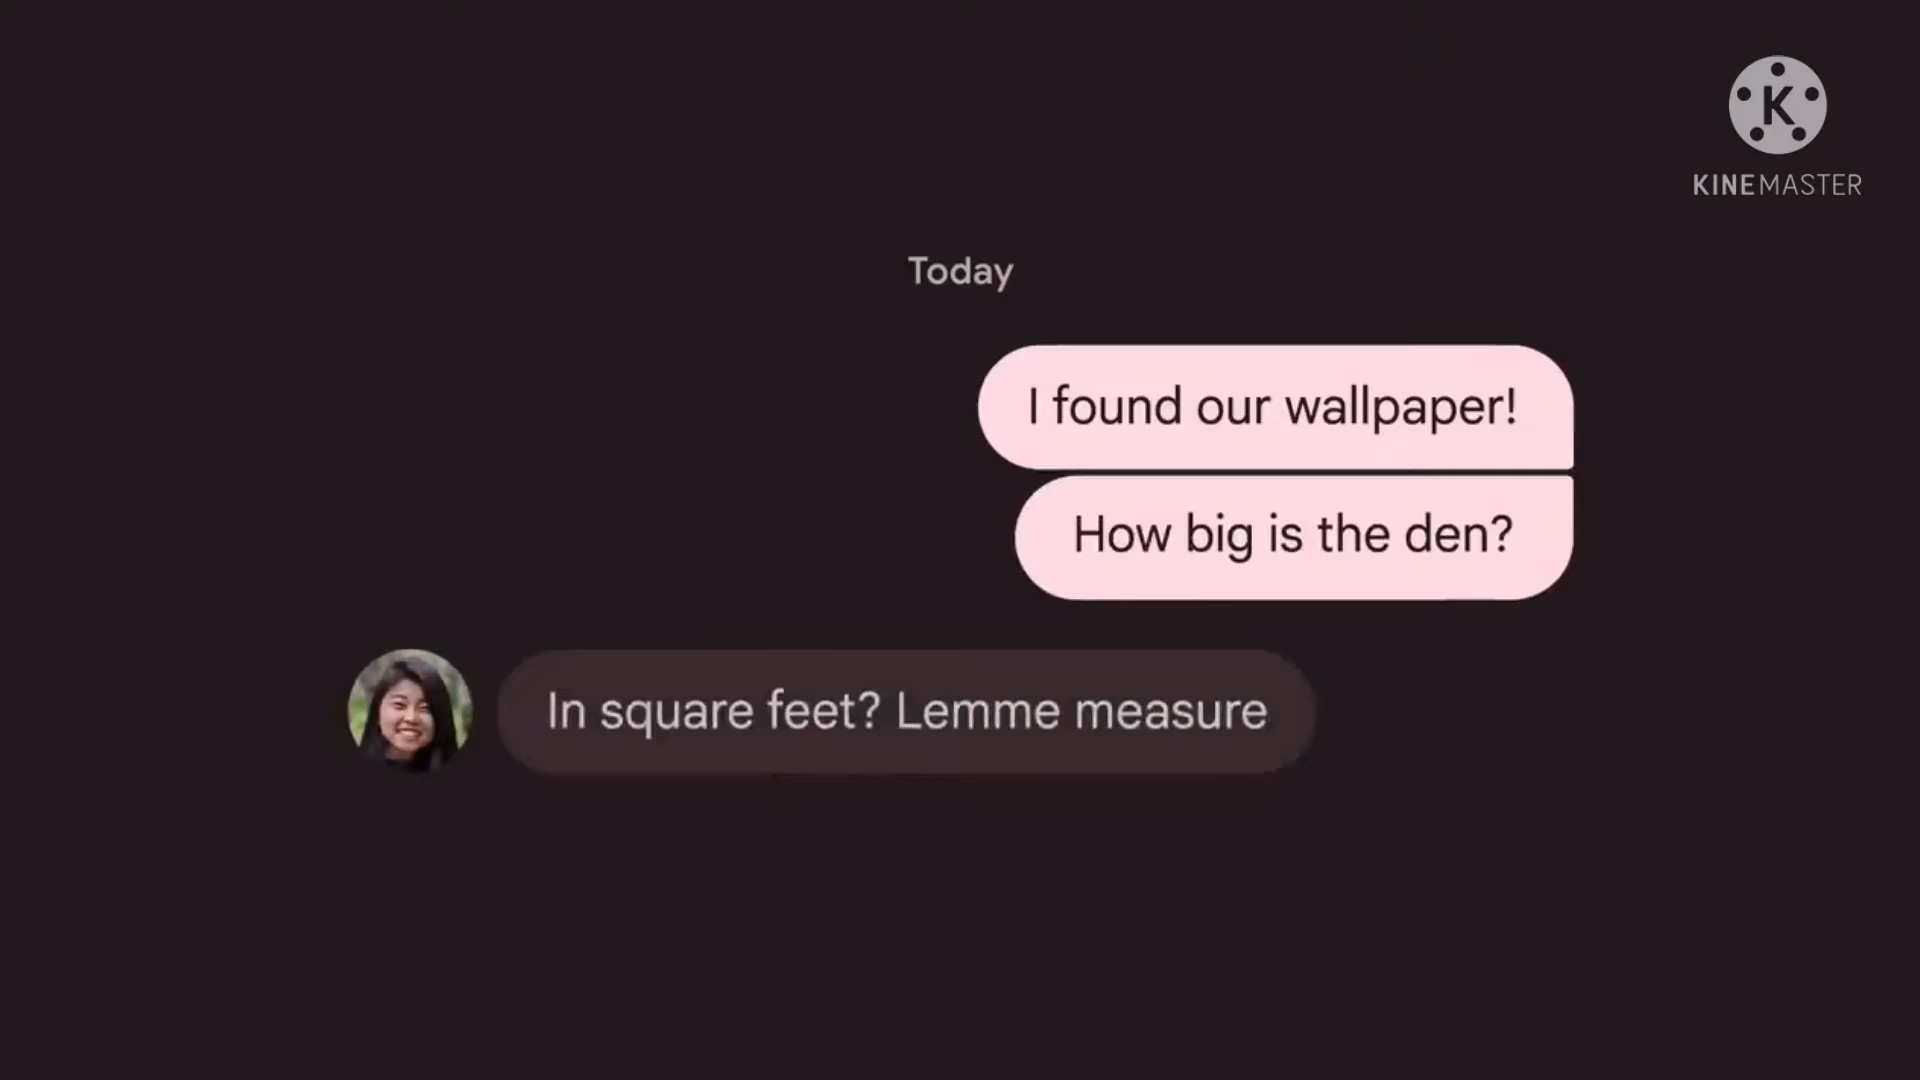 K
KINEMASTER
Today
I found our wallpaper!
How big is the den?
In square feet? Lemme measure